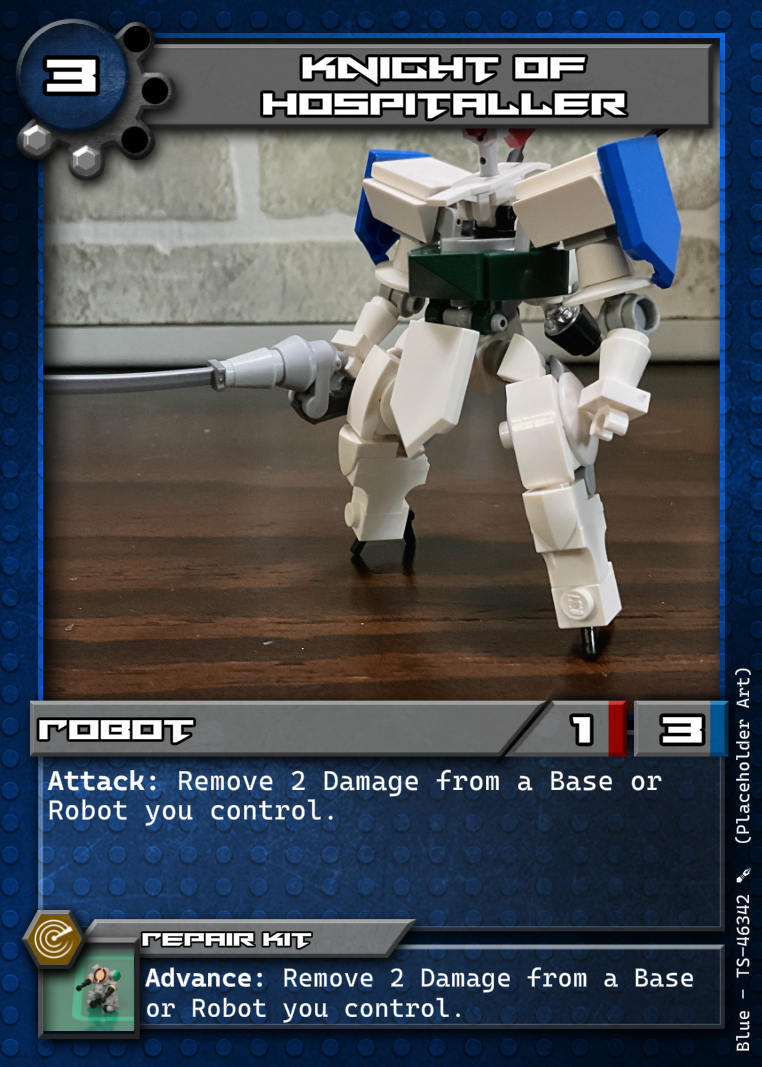 3
KNIGHT OF
HOSPITALLER
ROBOT
1
3
Attack: Remove 2 Damage from a Base or
Robot you control.
REPAIR KIT
Advance: Remove 2 Damage from a Base
or Robot you control.
Blue - TS-46342 (Placeholder Art)